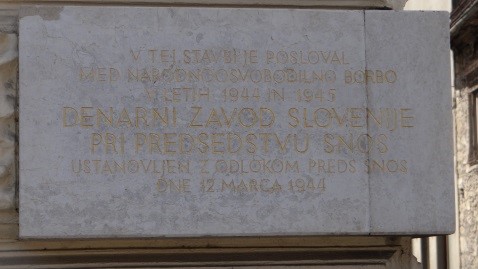 V TEJ STAVBI JE POSLOVAL
MED NARODNOOSVOBODILNO BORBO
V LETIH 1944 IN 1945
DENARNI ZAVOD SLOVENIJE
PRI PREDSEDSTVU SNOS
USTANOVLJEN Z ODLOKOM PREDS. SNOS
DNE 12. MARCA 1944